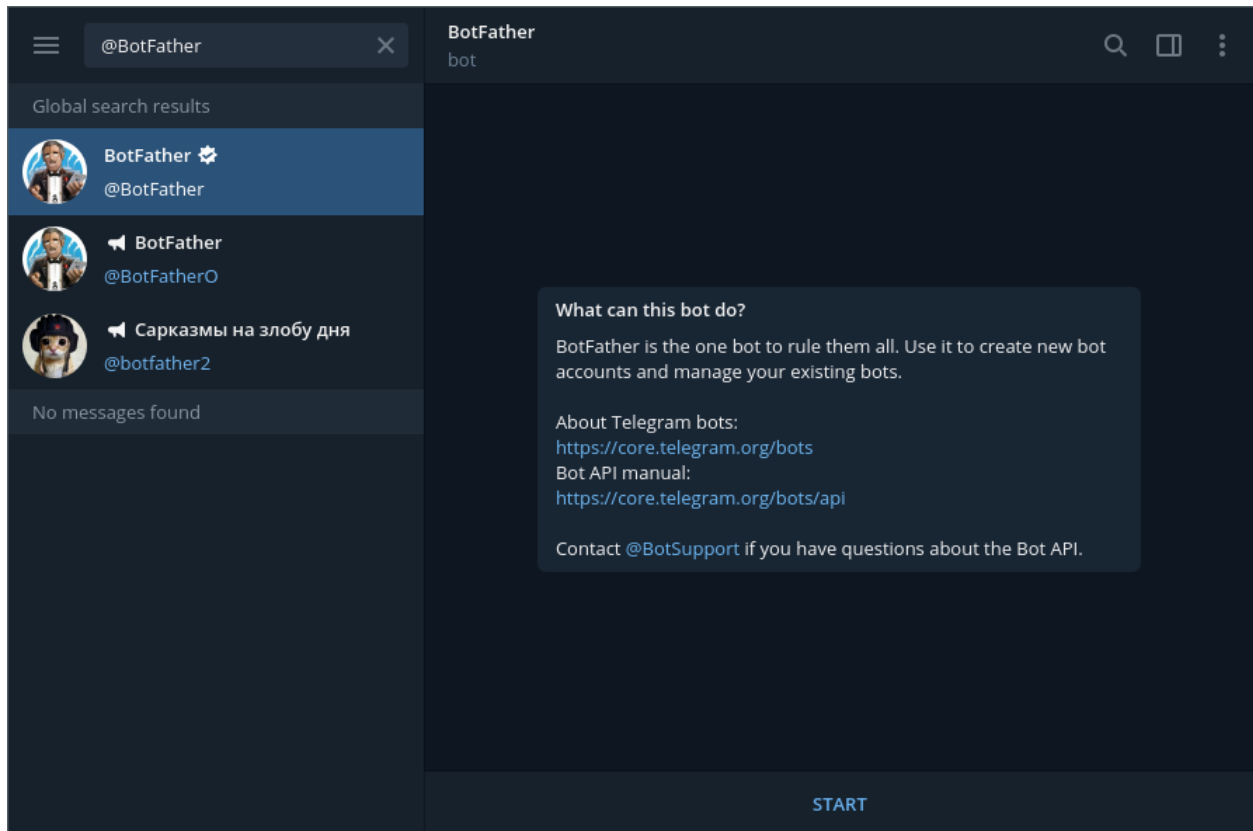 @BotFather
Global search results
BotFather
@BotFather
BotFather
@BotFatherO
Сарказмы на злобу дня
@botfather2
No messages found
BotFather
bot
What can this bot do?
BotFather is the one bot to rule them all. Use it to create new bot
accounts and manage your existing bots.
About Telegram bots:
https://core.telegram.org/bots
Bot API manual:
https://core.telegram.org/bots/api
Contact @BotSupport if you have questions about the Bot API.
START